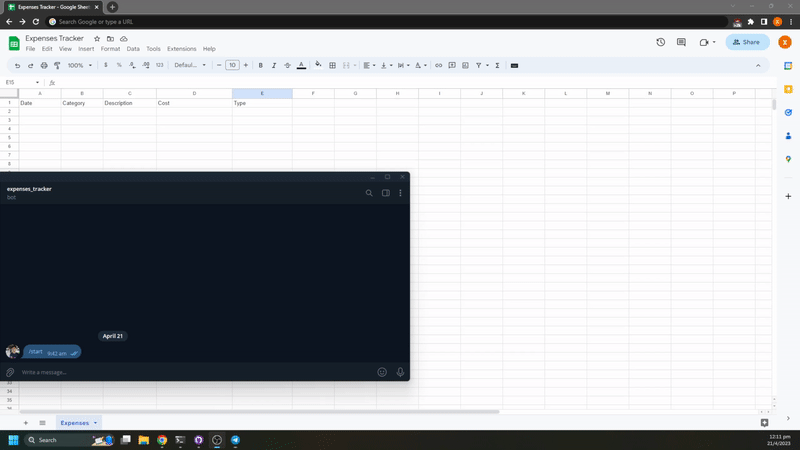 Expenses Tracker - Google Sheets
Search Google or type a URL
Expenses Tracker
File Edit View Insert Format Data Tools Extensions Help
Share
100% $ % .0 .00 123 Defaul... 10 B I A
E15 fx
A B C D E F G H I J K L M N O P
1 Date Category Description Cost Type
2
3
4
5
6
7
8
expenses_tracker
bot
April 21
/start 9:42 am
Write a message...
33
34
35
36
Expenses
Search
12:11 pm
21/4/2023